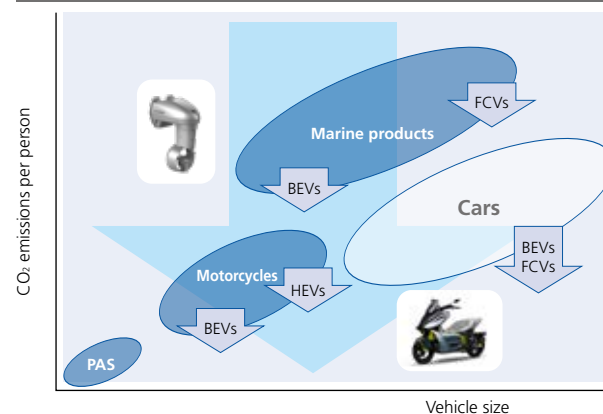 CO₂ emissions per person
FCVs
Marine products
BEVs
Cars
BEVs
FCVs
Motorcycles
HEVs
BEVs
PAS
Vehicle size